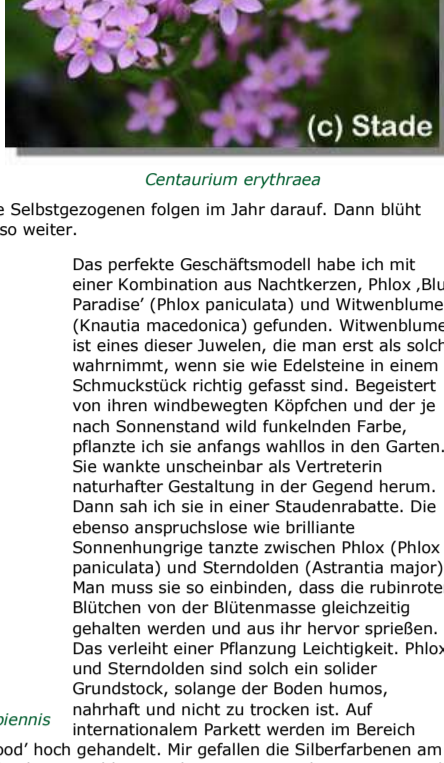 (c) Stade
Centaurium erythraea
Selbstgezogenen folgen im Jahr darauf. Dann blüht
so weiter.
Das perfekte Geschäftsmodell habe ich mit
einer Kombination aus Nachtkerzen, Phlox ‚Blu
Paradise’ (Phlox paniculata) und Witwenblume
(Knautia macedonica) gefunden. Witwenblume
ist eines dieser Juwelen, die man erst als solch
wahrnimmt, wenn sie wie Edelsteine in einem
Schmuckstück richtig gefasst sind. Begeistert
von ihren windbewegten Köpfchen und der je
nach Sonnenstand wild funkelnden Farbe,
pflanzte ich sie anfangs wahllos in den Garten.
Sie wankte unscheinbar als Vertreterin
naturhafter Gestaltung in der Gegend herum.
Dann sah ich sie in einer Staudenrabatte. Die
ebenso anspruchslose wie brilliante
Sonnenhungrige tanzte zwischen Phlox (Phlox
paniculata) und Sterndolden (Astrantia major)
Man muss sie so einbinden, dass die rubinroten
Blütchen von der Blütenmasse gleichzeitig
gehalten werden und aus ihr hervor sprießen.
Das verleiht einer Pflanzung Leichtigkeit. Phlox
und Sterndolden sind solch ein solider
Grundstock, solange der Boden humos,
nahrhaft und nicht zu trocken ist. Auf
biennis
internationalem Parkett werden im Bereich
ood’ hoch gehandelt. Mir gefallen die Silberfarbenen am